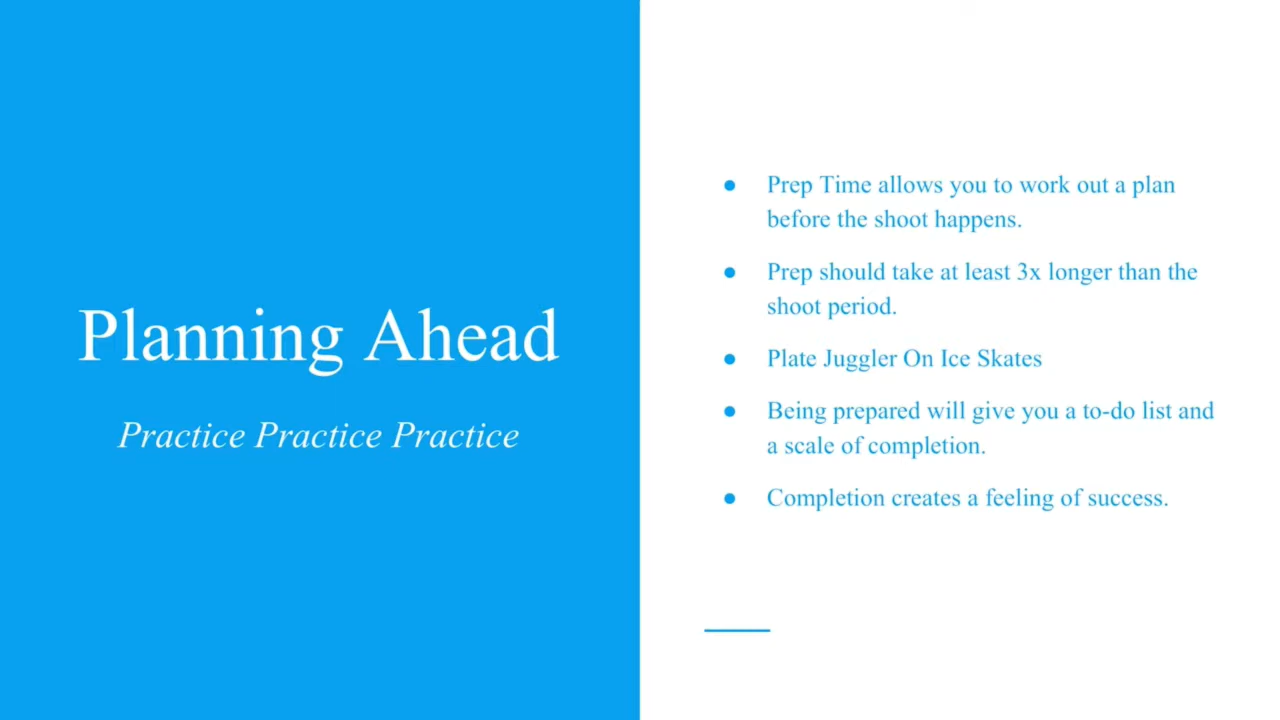 Planning Ahead
Practice Practice Practice
● Prep Time allows you to work out a plan
before the shoot happens.
● Prep should take at least 3x longer than the
shoot period.
● Plate Juggler On Ice Skates
● Being prepared will give you a to-do list and
a scale of completion.
● Completion creates a feeling of success.